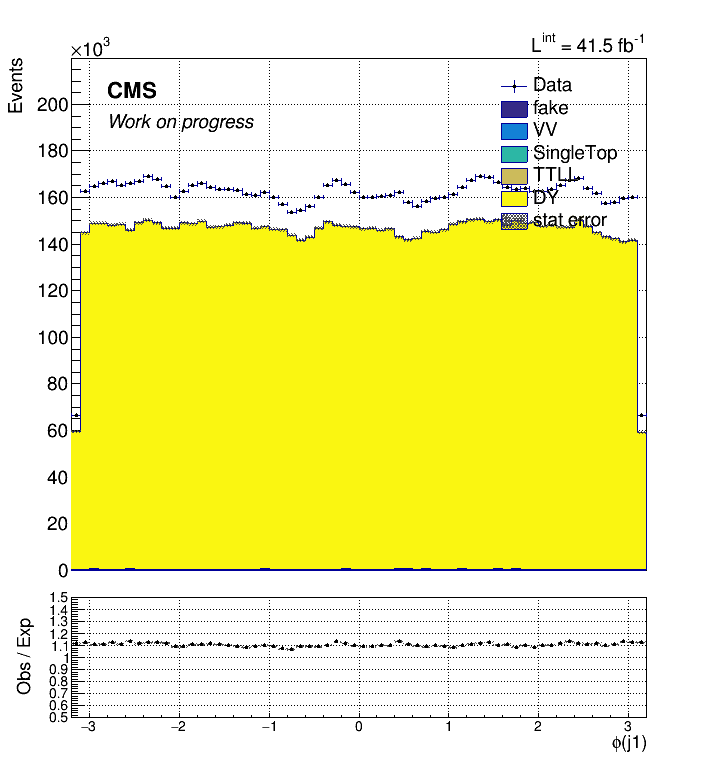 ×10³
L^int = 41.5 fb⁻¹
Events
CMS
Work on progress
Data
fake
VV
SingleTop
TTLL
DY
stat error
200
180
160
140
120
100
80
60
40
20
0
Obs / Exp
1.5
1.4
1.3
1.2
1.1
1
0.9
0.8
0.7
0.6
0.5
−3 −2 −1 0 1 2 3
ϕ(j1)